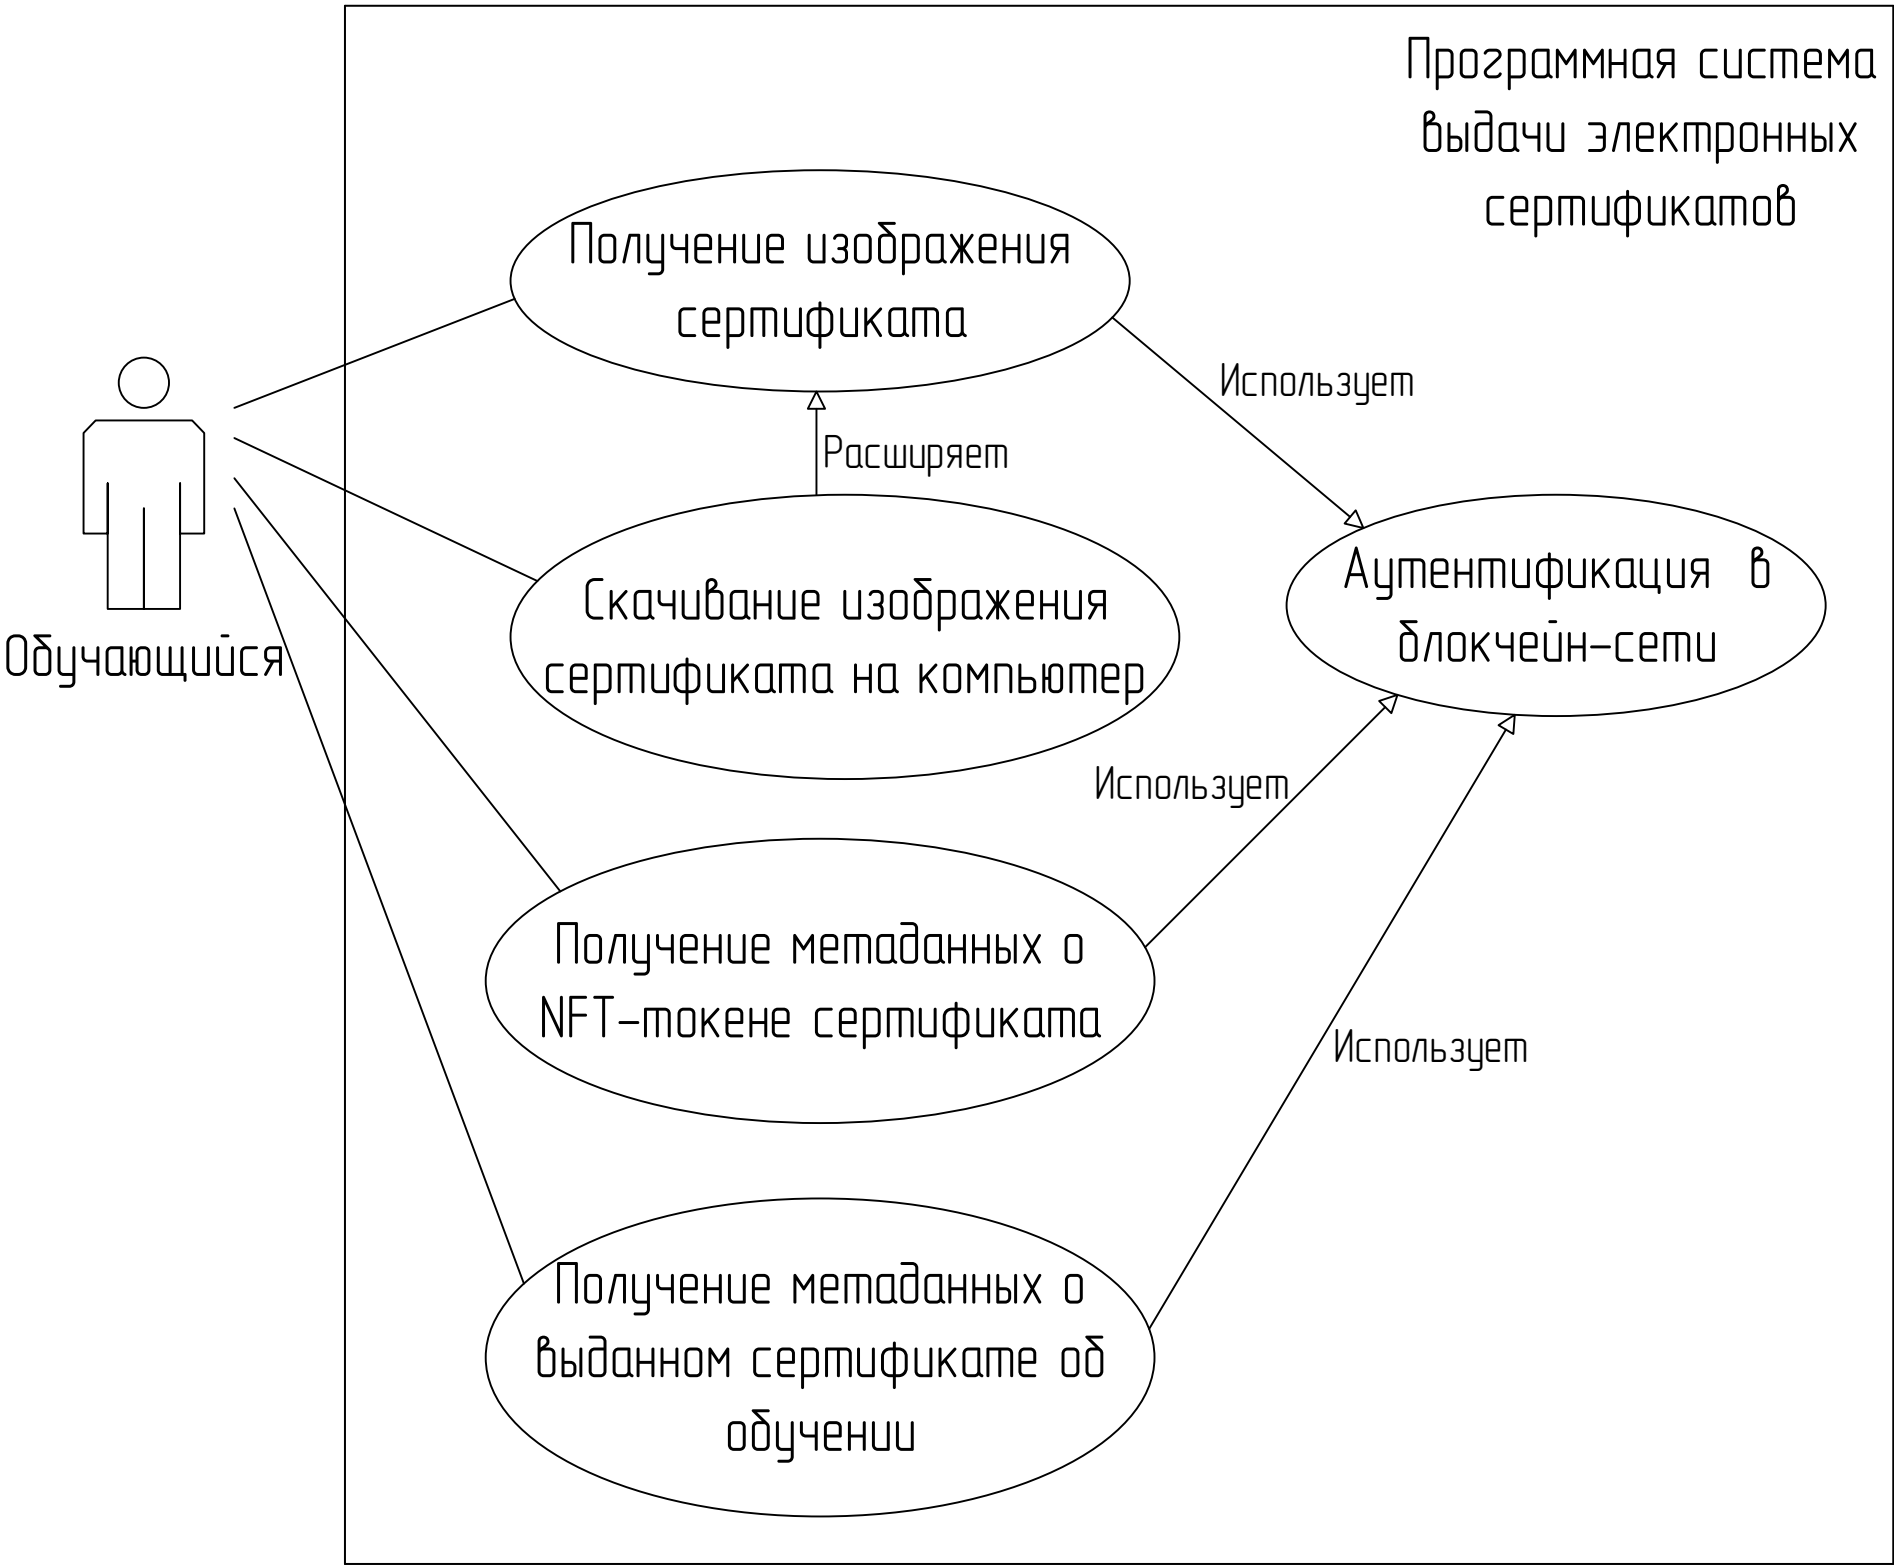 Программная система
выдачи электронных
сертификатов
Получение изображения
сертификата
Использует
Расширяет
Обучающийся
Скачивание изображения
сертификата на компьютер
Аутентификация в
блокчейн-сети
Использует
Получение метаданных о
NFT-токене сертификата
Использует
Получение метаданных о
выданном сертификате об
обучении